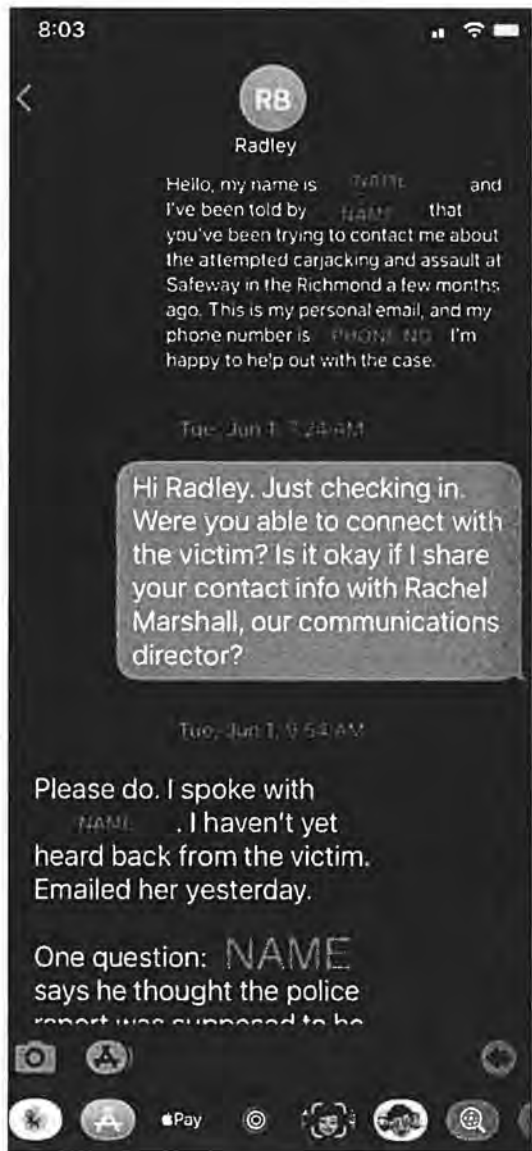 8:03
RB
Radley
Hello, my name is NAME and
I've been told by NAME that
you've been trying to contact me about
the attempted carjacking and assault at
Safeway in the Richmond a few months
ago. This is my personal email, and my
phone number is PHONE NO I'm
happy to help out with the case.
Tue, Jun 1, 7:24 AM
Hi Radley. Just checking in.
Were you able to connect with
the victim? Is it okay if I share
your contact info with Rachel
Marshall, our communications
director?
Tue, Jun 1, 9:54 AM
Please do. I spoke with
NAME . I haven't yet
heard back from the victim.
Emailed her yesterday.
One question: NAME
says he thought the police
report was supposed to be
Pay